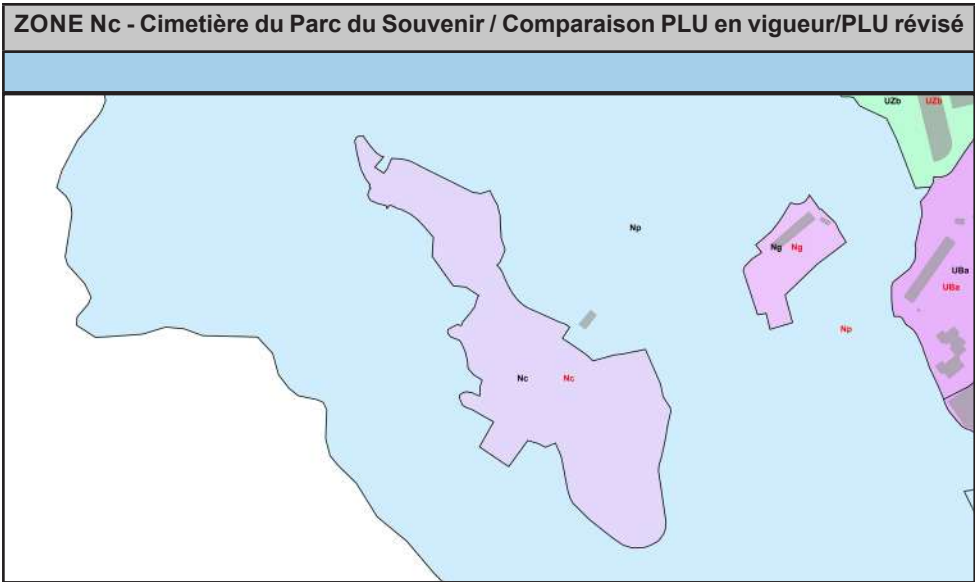 ZONE Nc - Cimetière du Parc du Souvenir / Comparaison PLU en vigueur/PLU révisé
UZb UZb
Np
Ng Ng
UBa
UBa
Np
Nc Nc